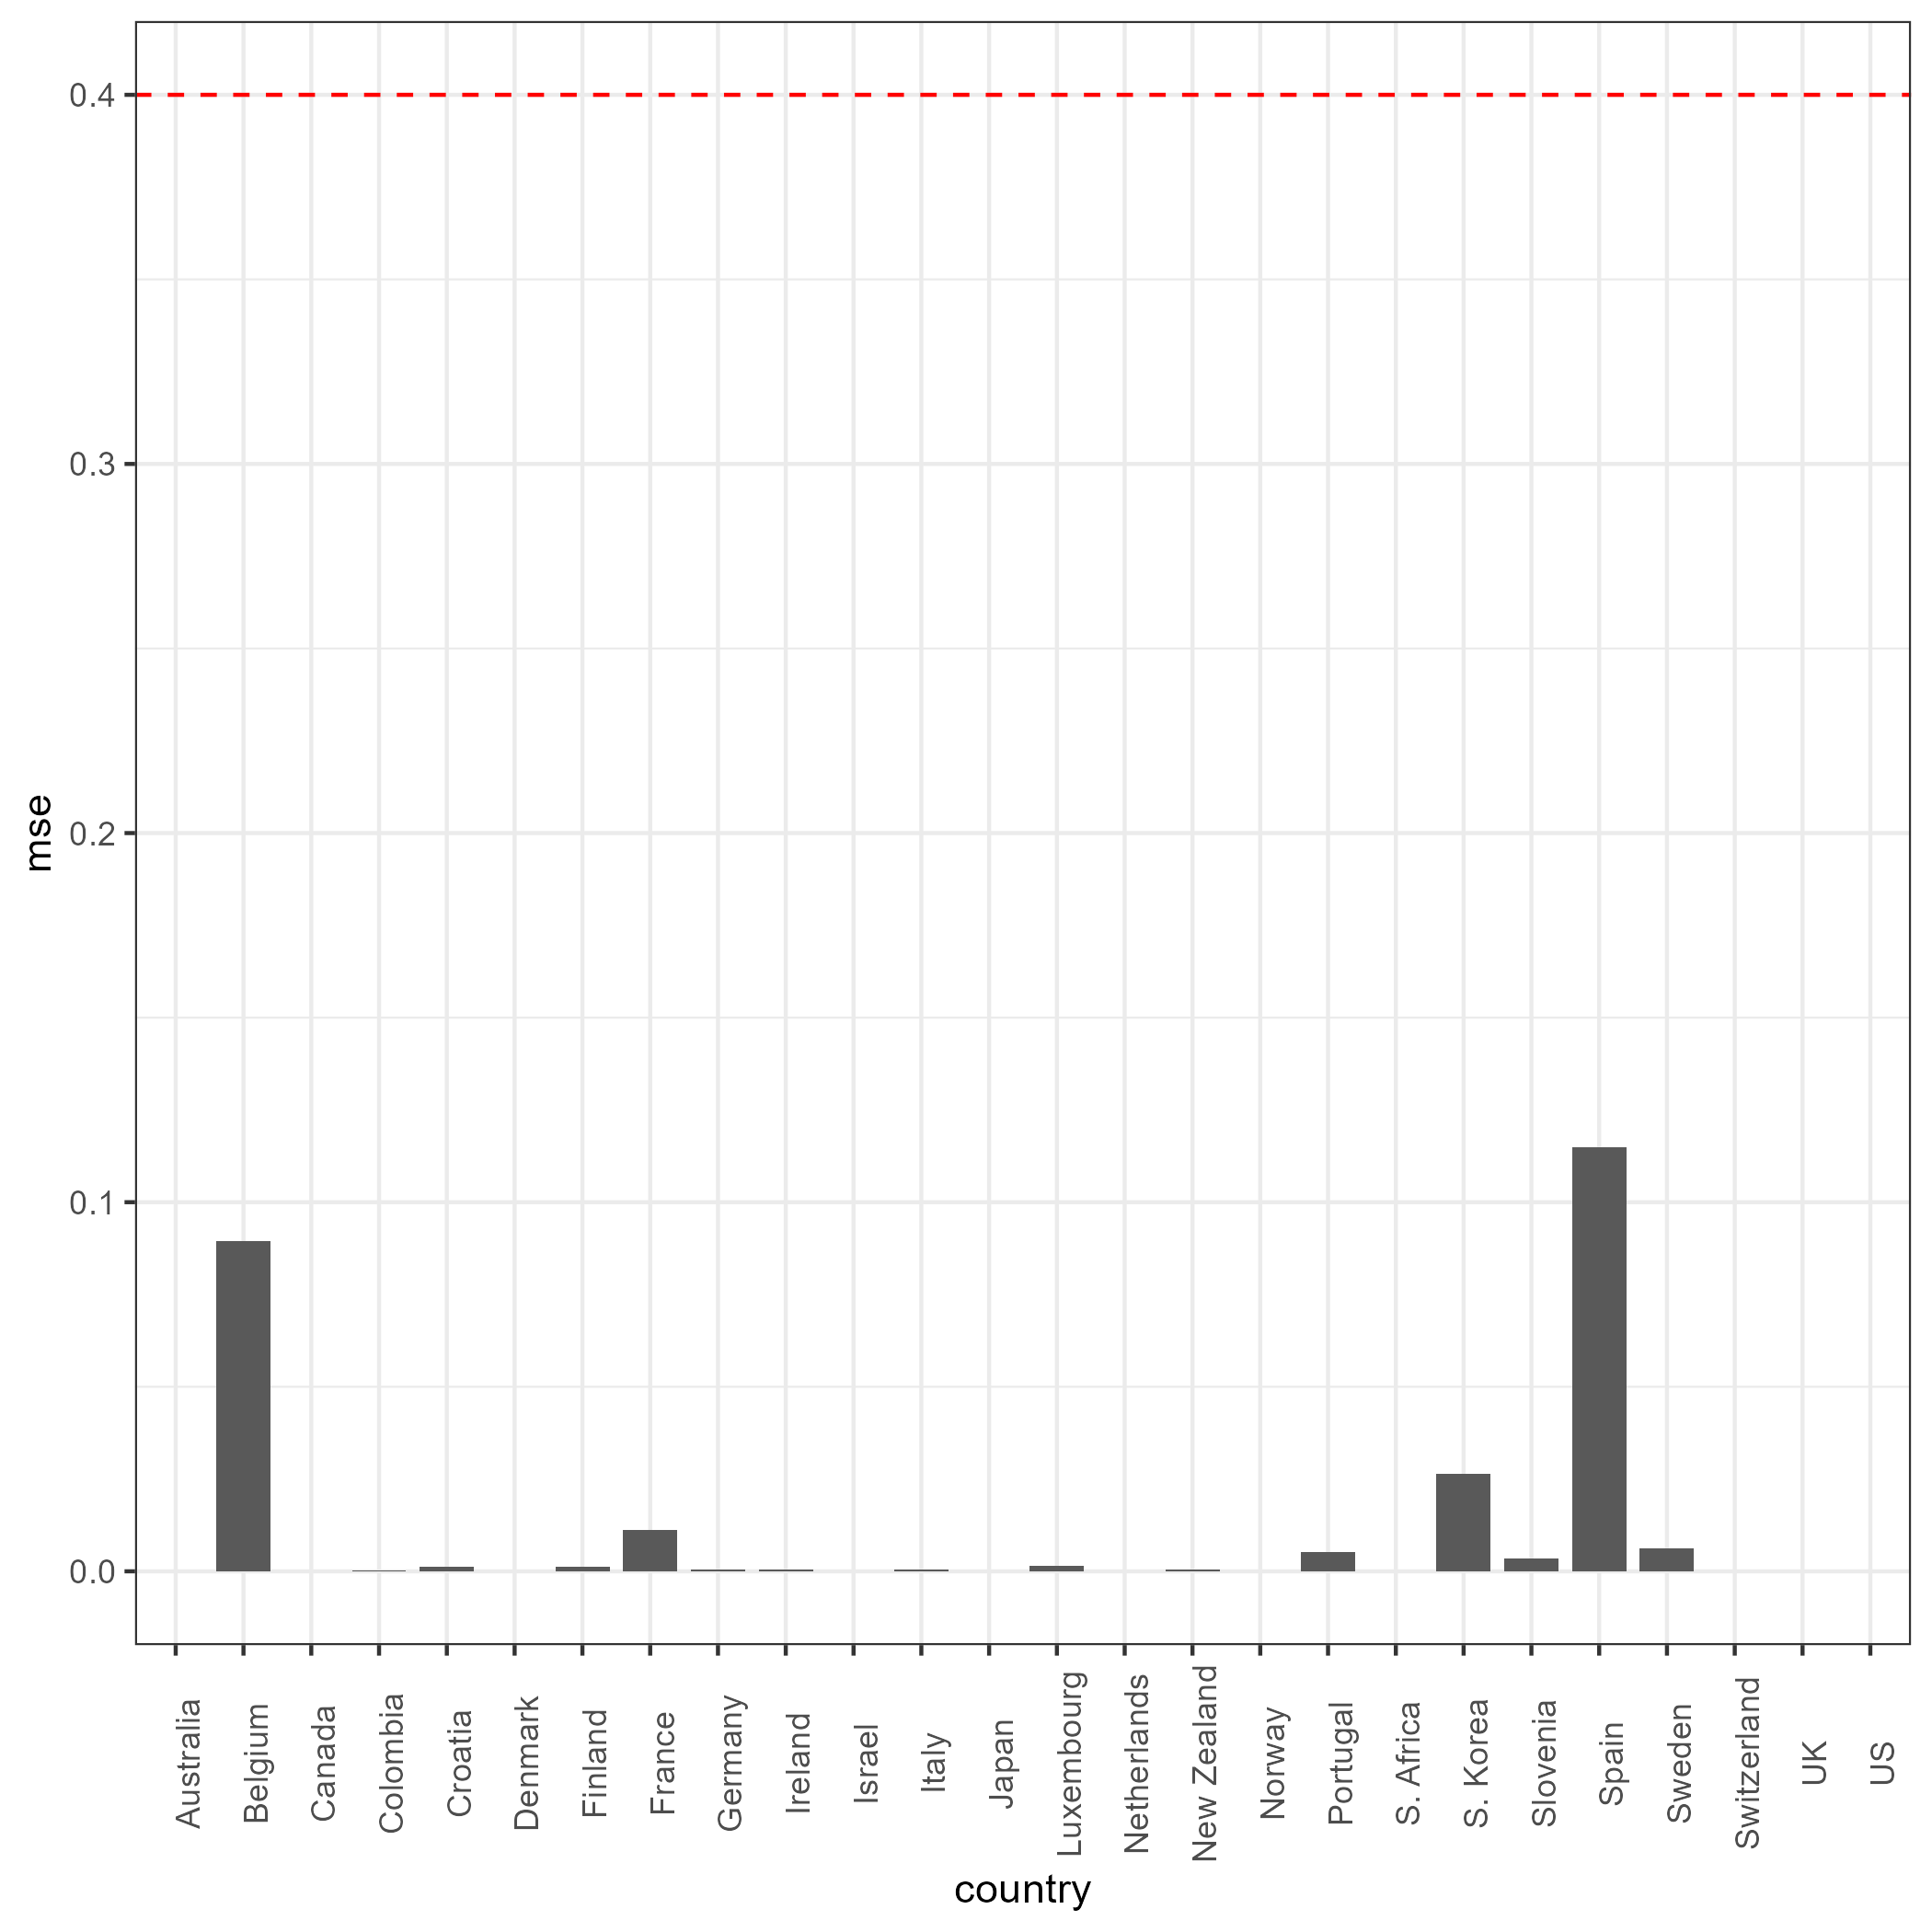 mse
0.4
0.3
0.2
0.1
0.0
Australia
Belgium
Canada
Colombia
Croatia
Denmark
Finland
France
Germany
Ireland
Israel
Italy
Japan
Luxembourg
Netherlands
New Zealand
Norway
Portugal
S. Africa
S. Korea
Slovenia
Spain
Sweden
Switzerland
UK
US
country